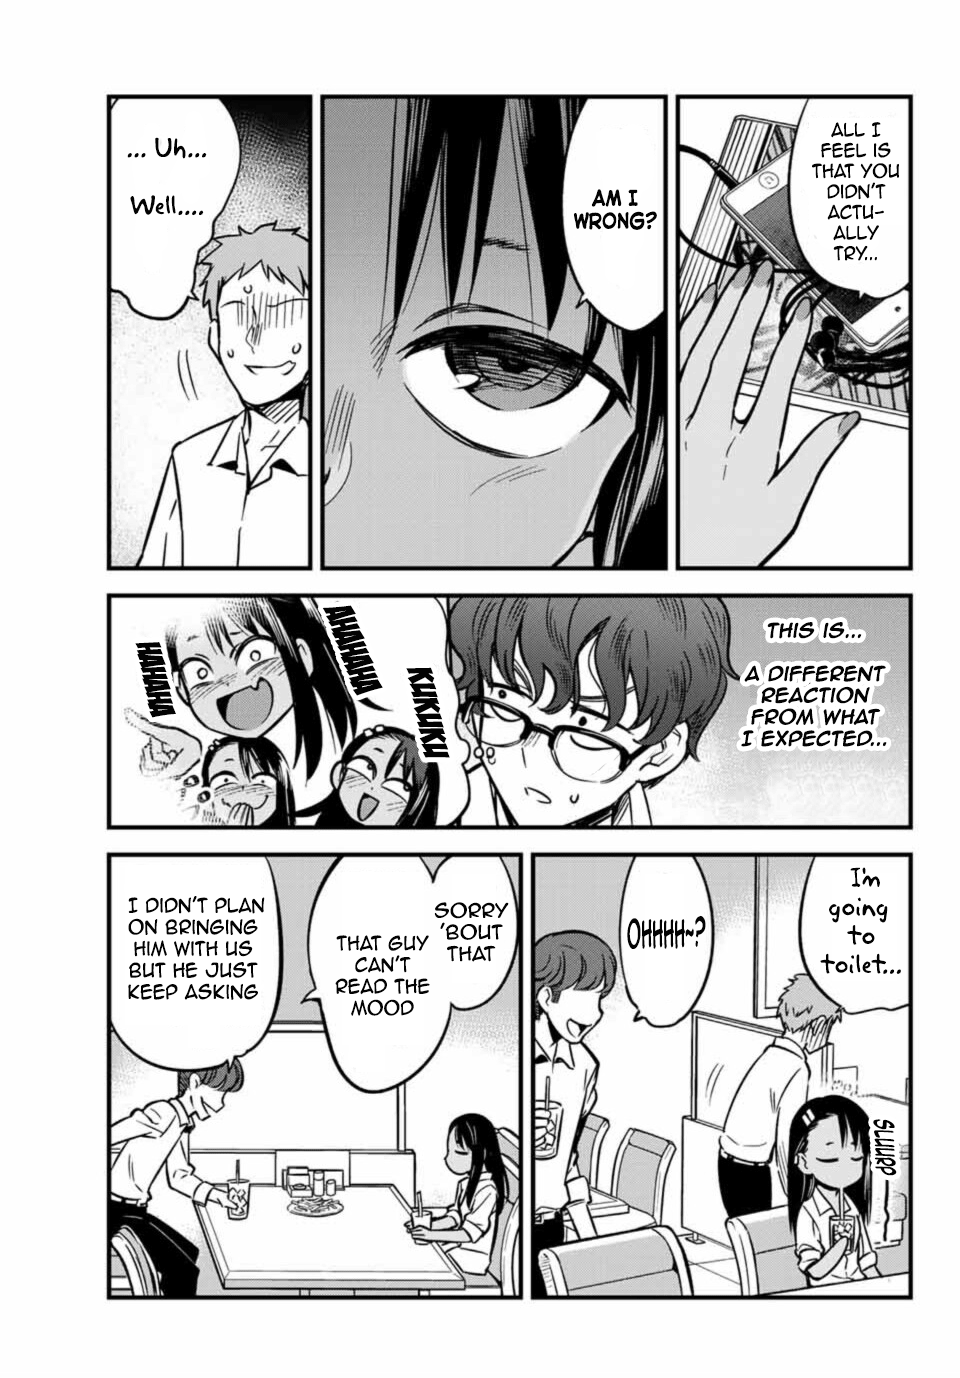 ALL I
FEEL IS
THAT YOU
DIDN'T
ACTU-
ALLY
TRY...
AM I
WRONG?
... Uh...
Well....
THIS IS...
A DIFFERENT
REACTION
FROM WHAT
I EXPECTED...
KUKUKU
AHAHAHA
HAHAHA
I'm
going
to
toilet...
OHHHH~?
SLIIURP
SORRY
'BOUT
THAT
THAT GUY
CAN'T
READ THE
MOOD
I DIDN'T PLAN
ON BRINGING
HIM WITH US
BUT HE JUST
KEEP ASKING